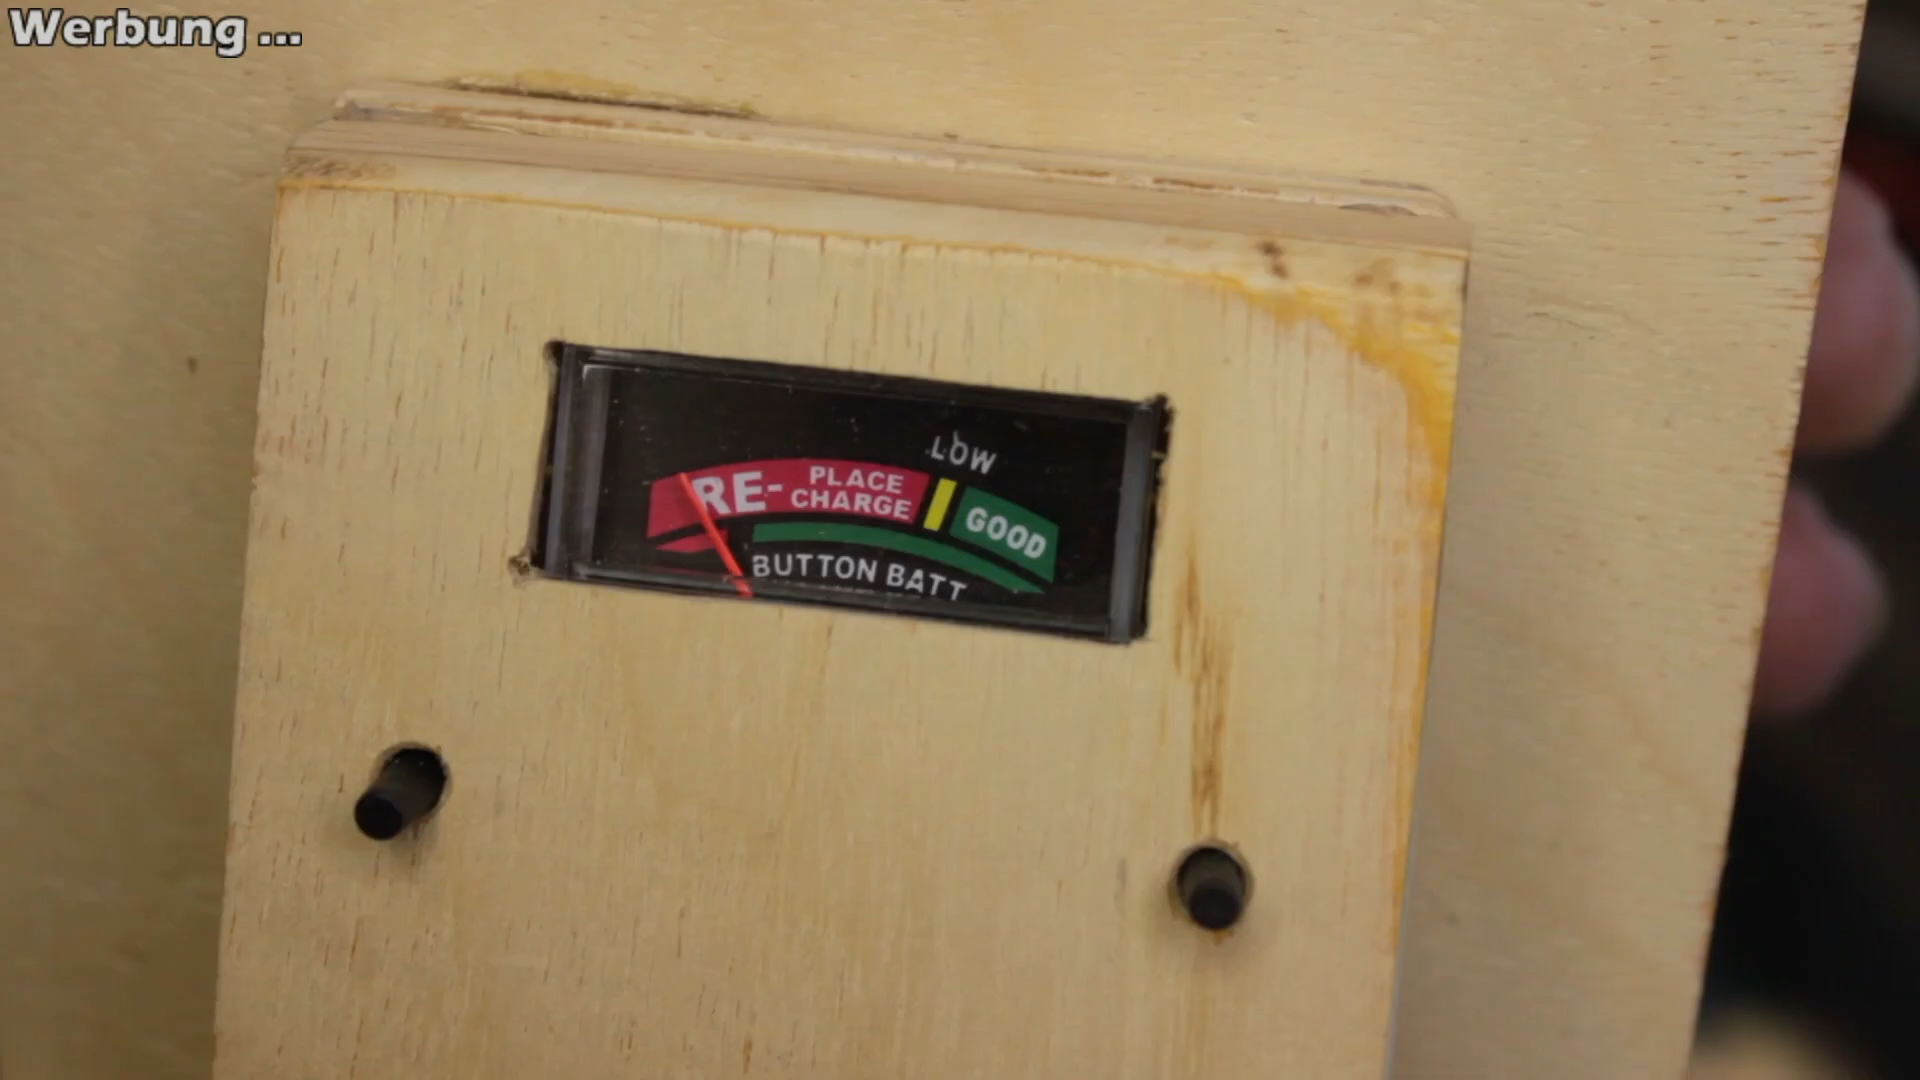 Werbung ...
LOW
RE- PLACE
CHARGE
GOOD
BUTTON BATT